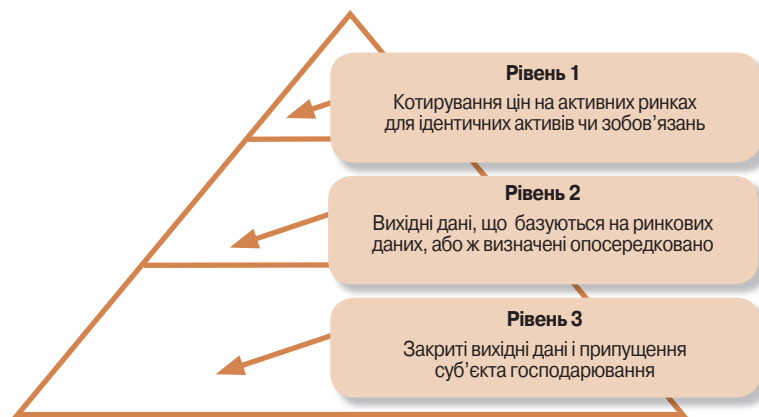 Рівень 1
Котирування цін на активних ринках
для ідентичних активів чи зобов’язань
Рівень 2
Вихідні дані, що базуються на ринкових
даних, або ж визначені опосередковано
Рівень 3
Закриті вихідні дані і припущення
суб’єкта господарювання